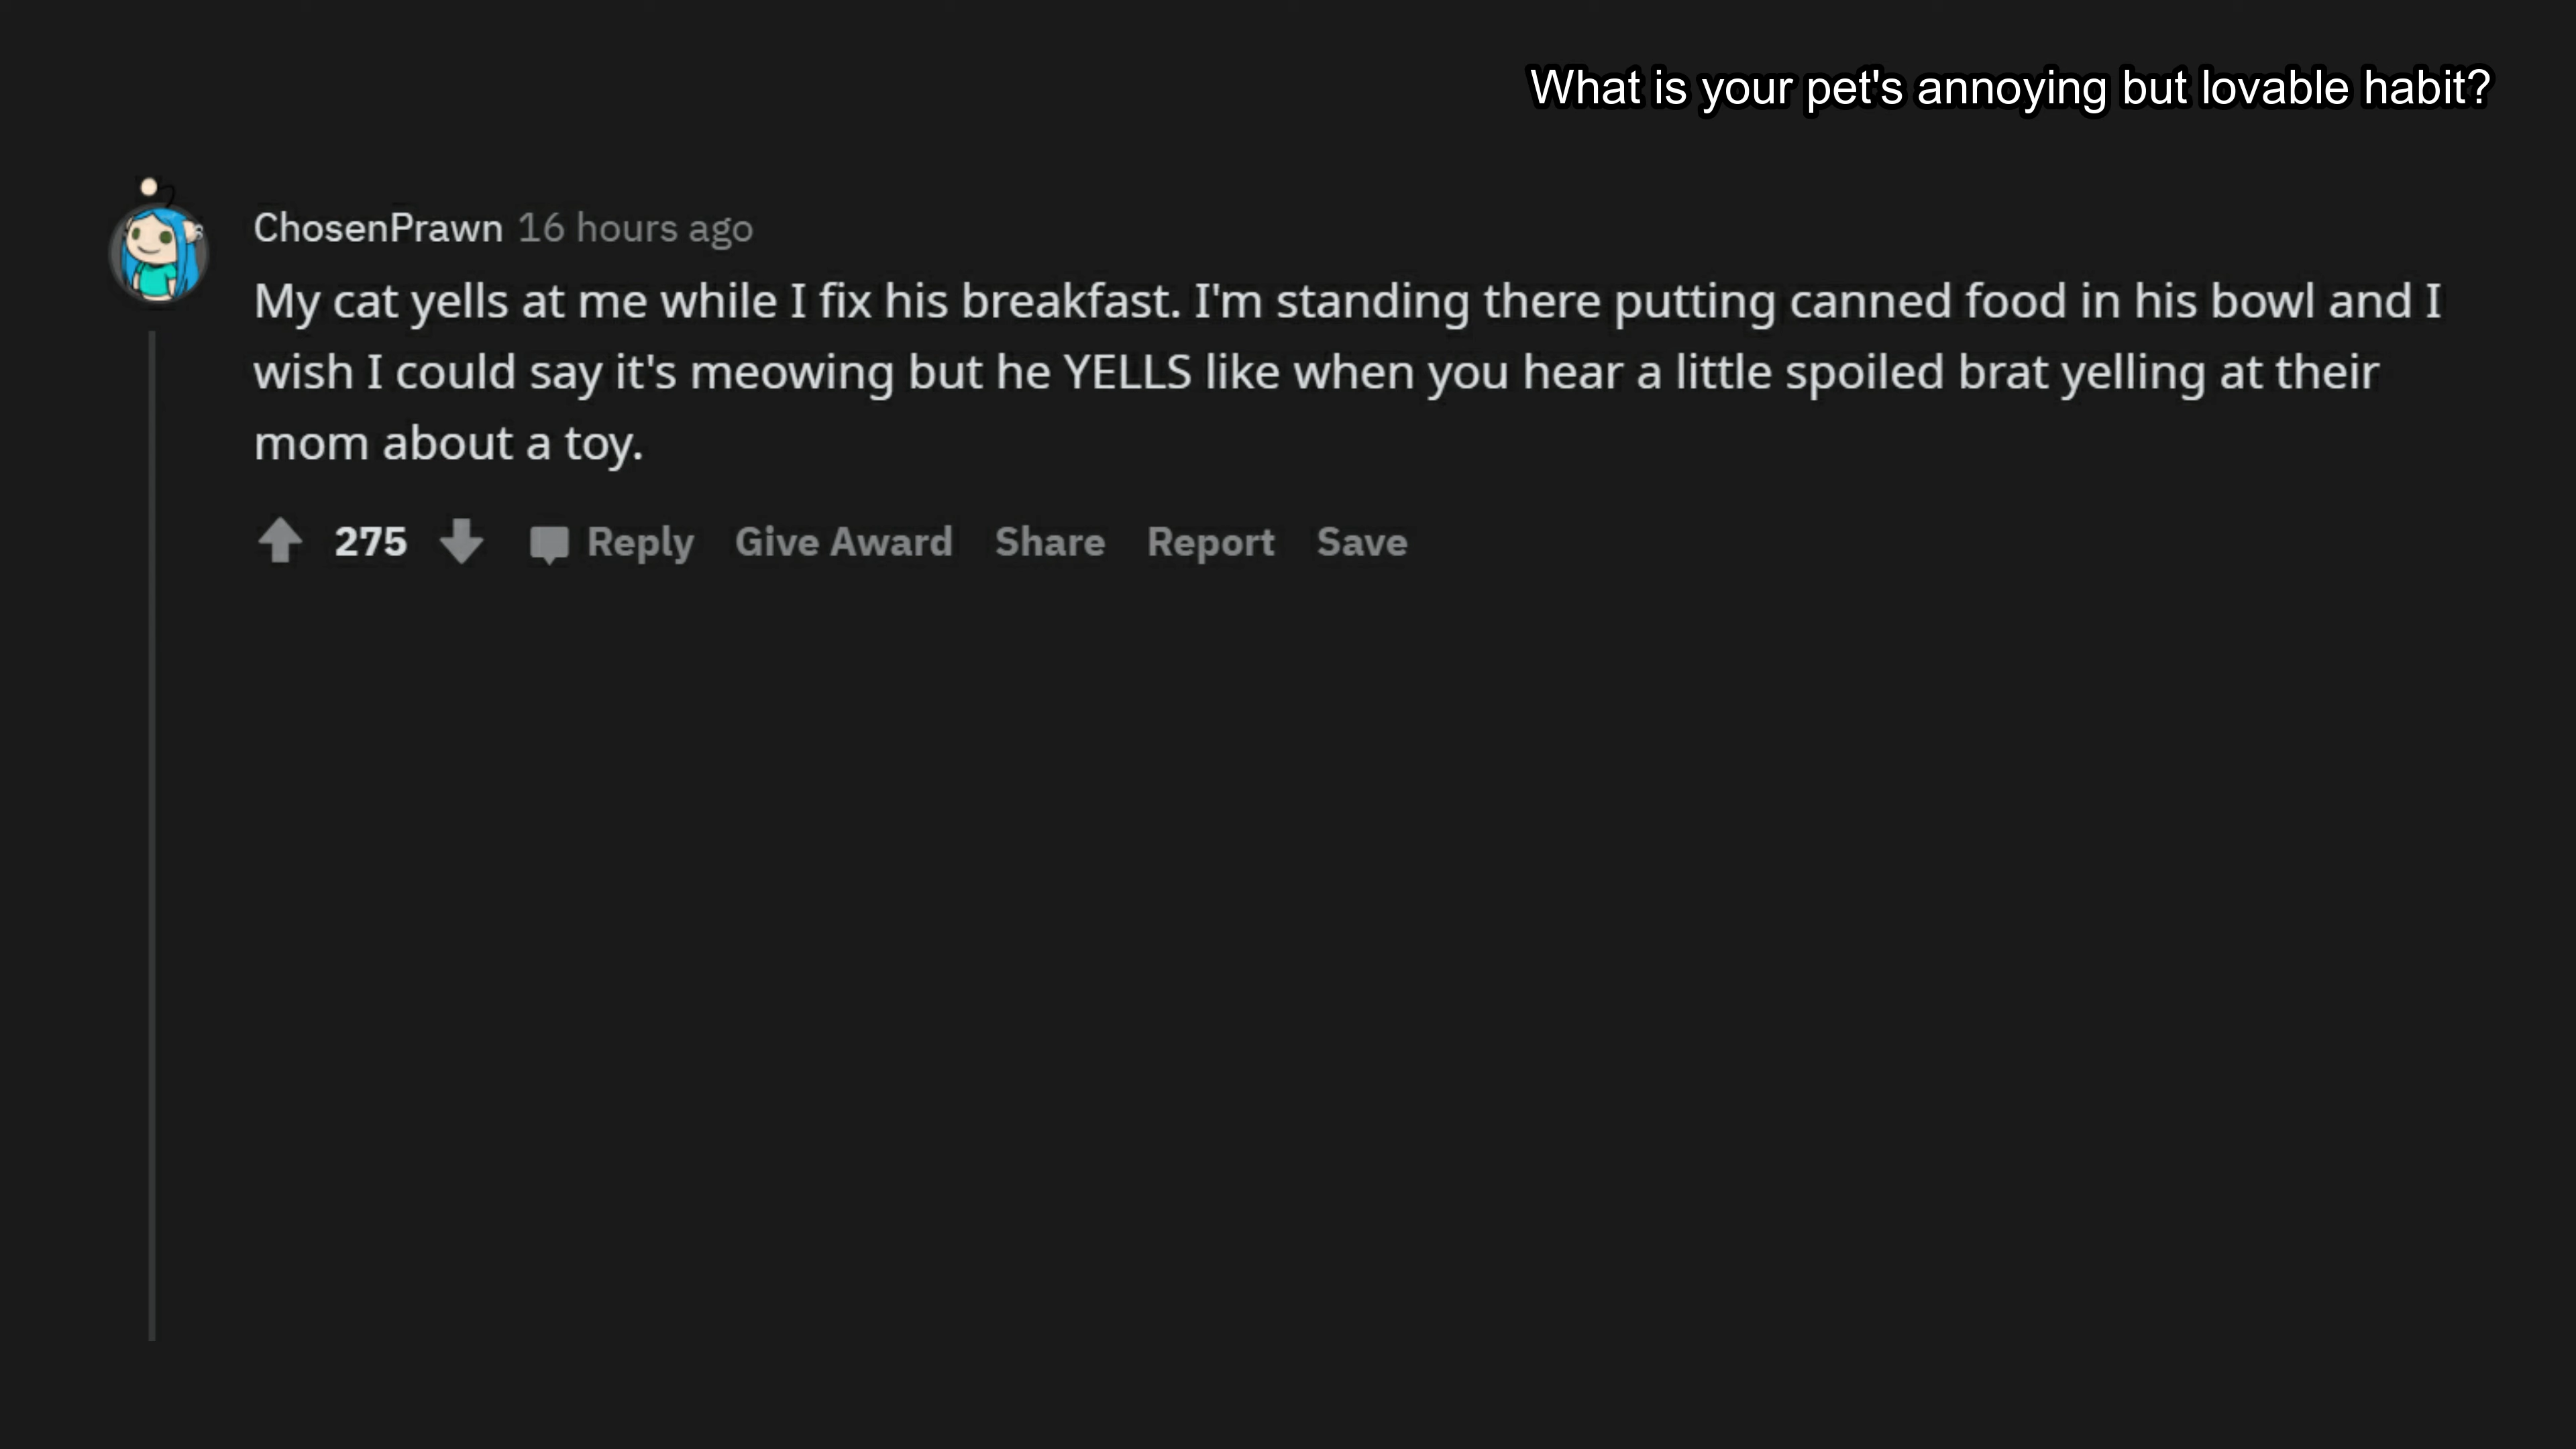 What is your pet's annoying but lovable habit?
ChosenPrawn 16 hours ago
My cat yells at me while I fix his breakfast. I'm standing there putting canned food in his bowl and I
wish I could say it's meowing but he YELLS like when you hear a little spoiled brat yelling at their
mom about a toy.
275 Reply Give Award Share Report Save